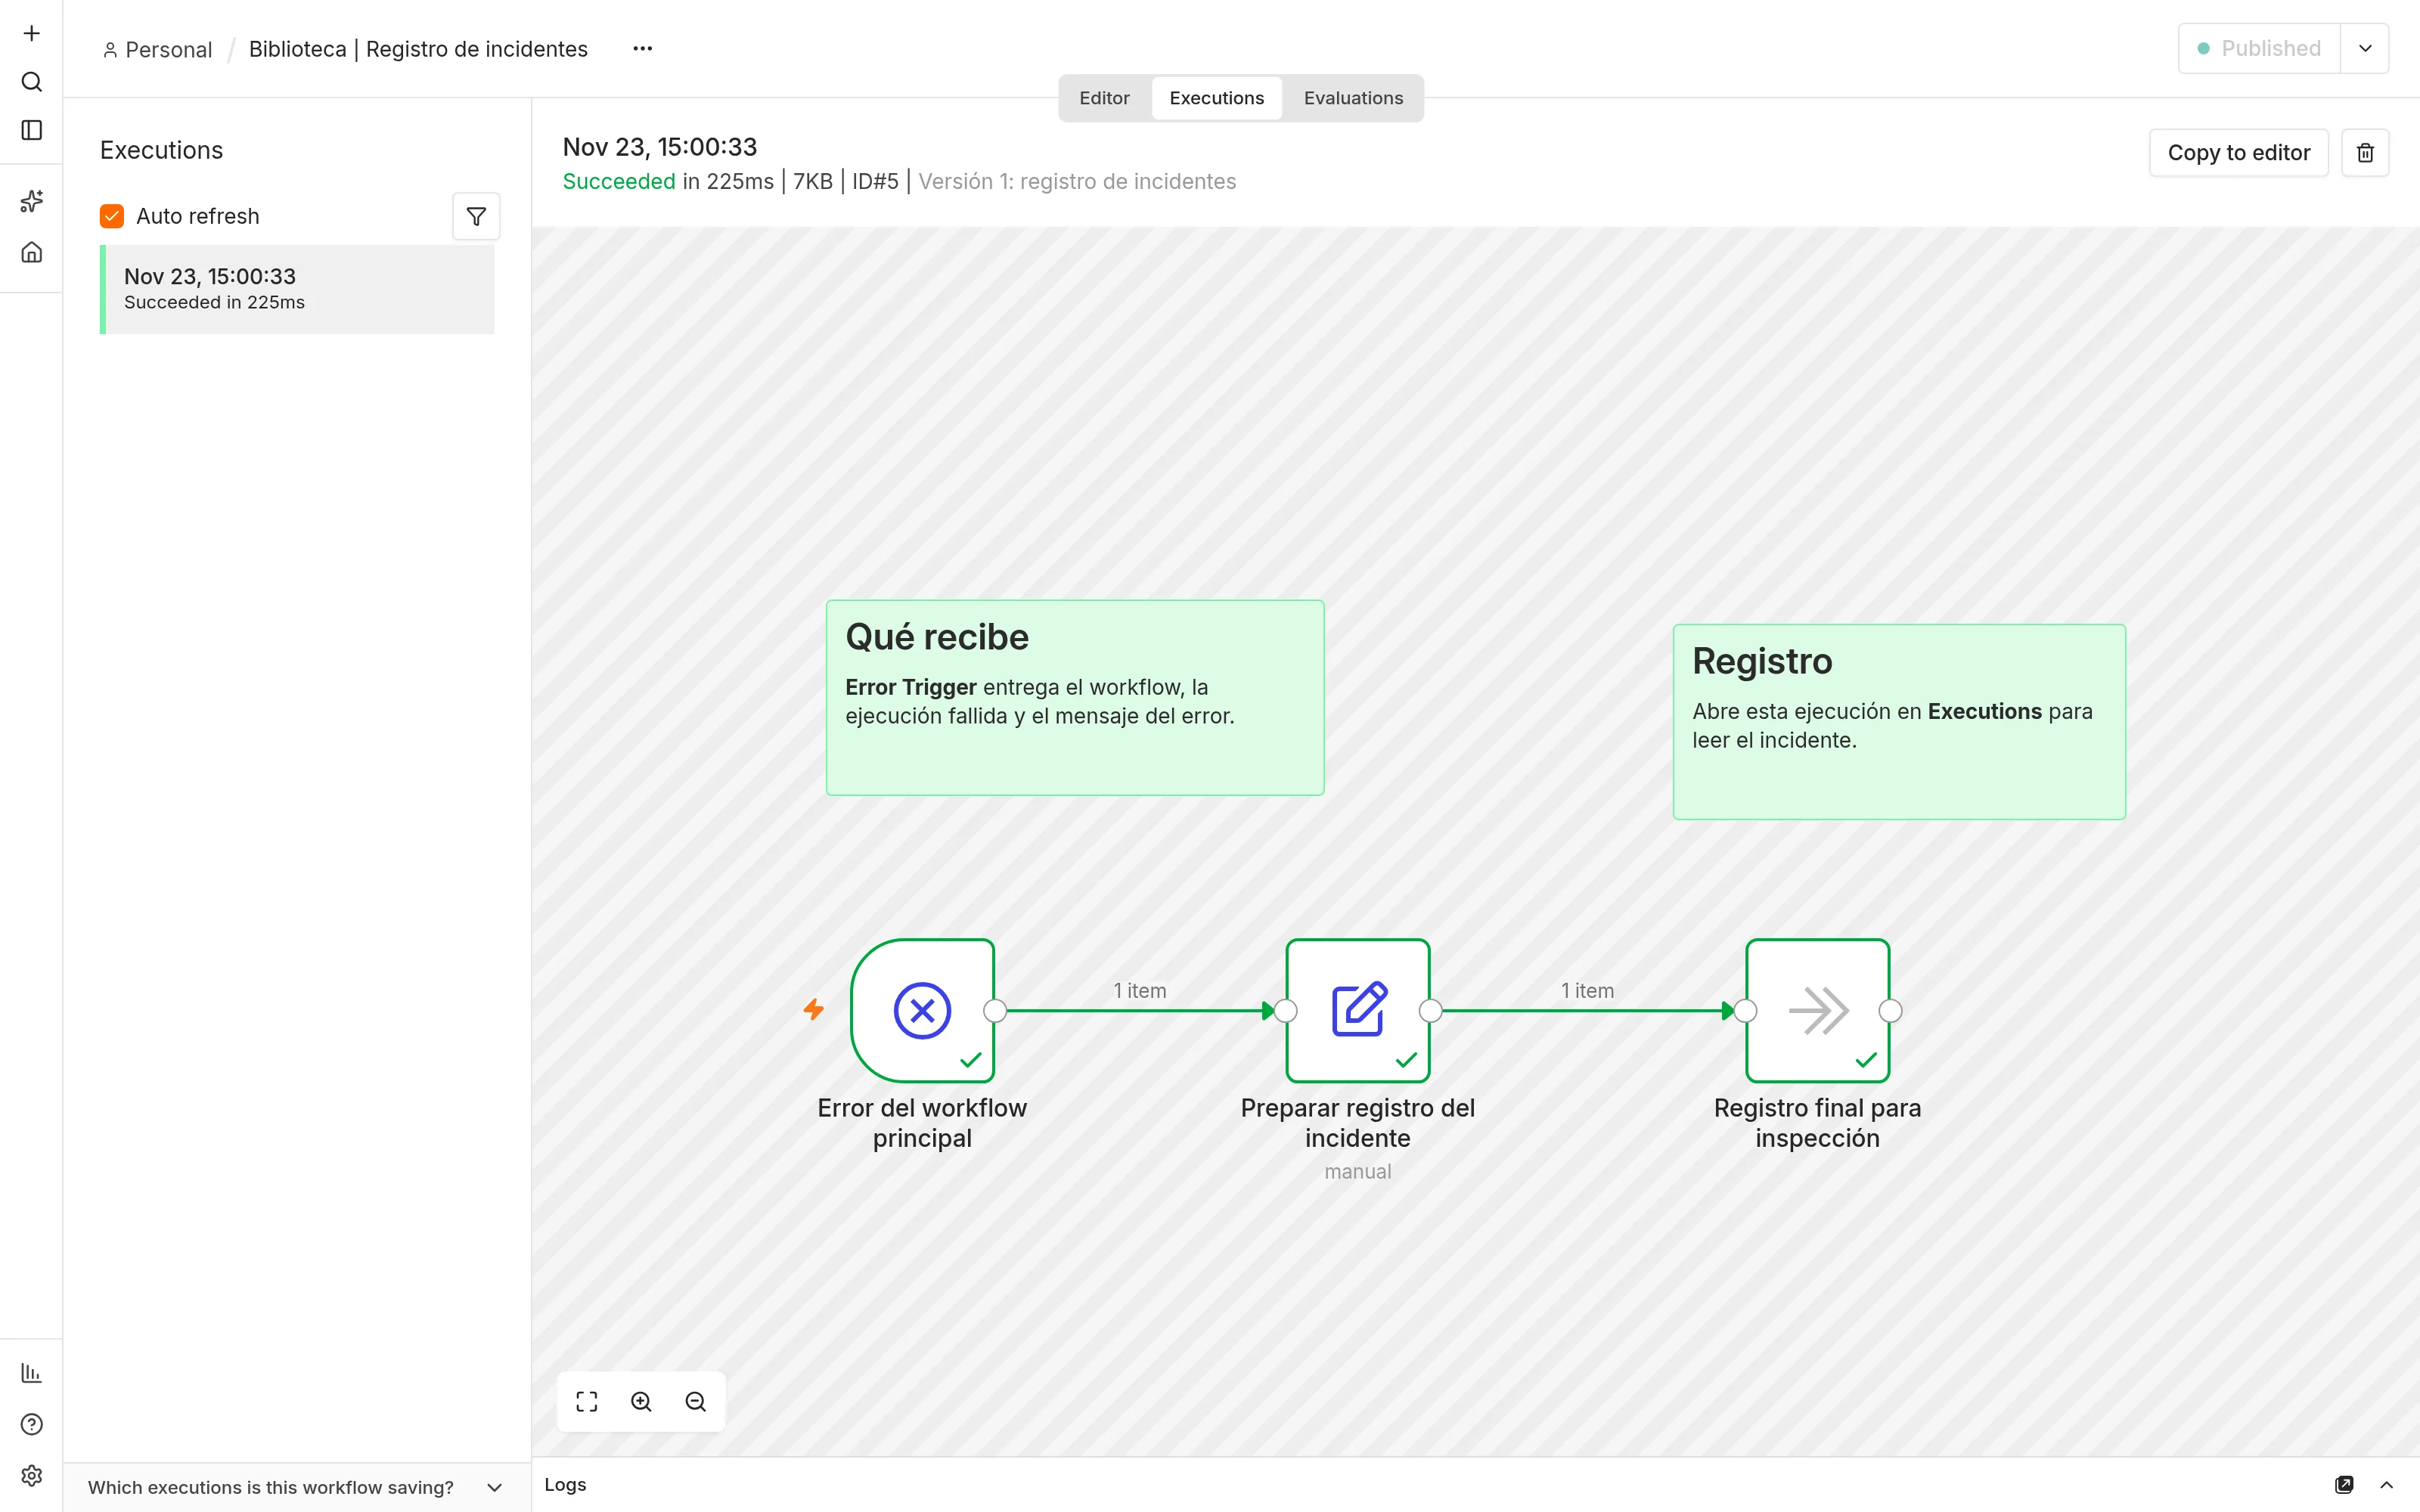 Personal / Biblioteca | Registro de incidentes
Published
Editor
Executions
Evaluations
Executions
Auto refresh
Nov 23, 15:00:33
Succeeded in 225ms
Nov 23, 15:00:33
Succeeded in 225ms | 7KB | ID#5 | Versión 1: registro de incidentes
Copy to editor
Qué recibe
Error Trigger entrega el workflow, la
ejecución fallida y el mensaje del error.
Registro
Abre esta ejecución en Executions para
leer el incidente.
1 item
1 item
Error del workflow
principal
Preparar registro del
incidente
manual
Registro final para
inspección
Which executions is this workflow saving?
Logs